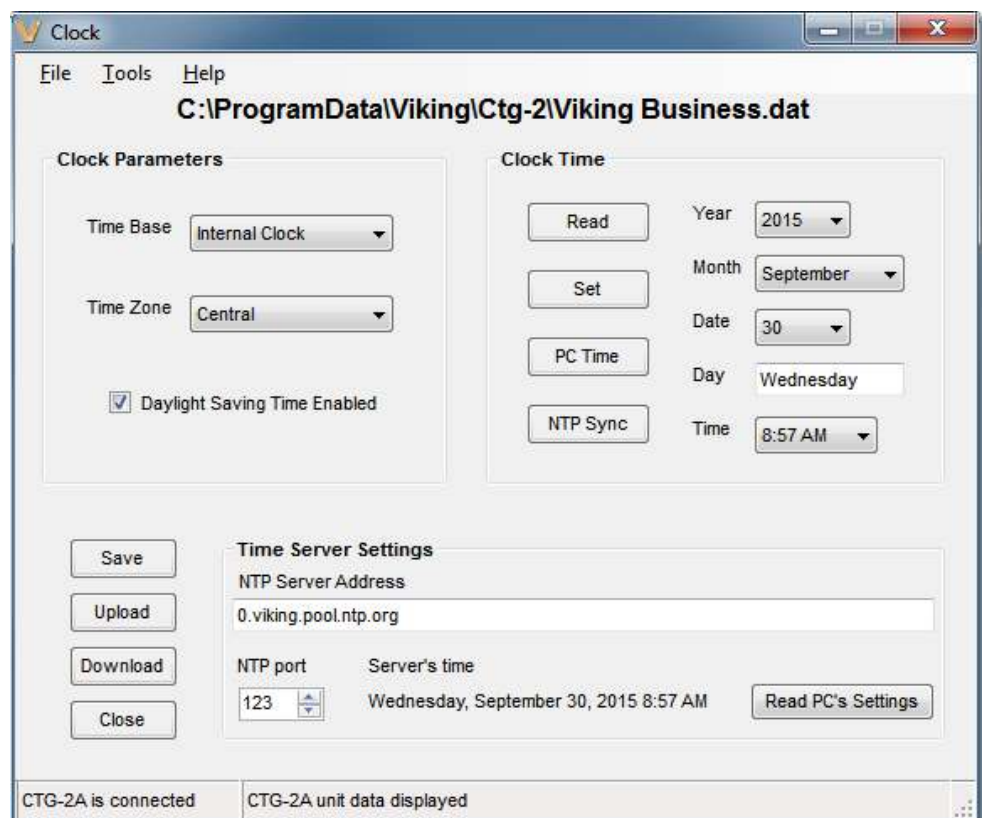 Clock
File Tools Help
C:\ProgramData\Viking\Ctg-2\Viking Business.dat
Clock Parameters
Time Base Internal Clock
Time Zone Central
Daylight Saving Time Enabled
Clock Time
Read
Set
PC Time
NTP Sync
Year 2015
Month September
Date 30
Day Wednesday
Time 8:57 AM
Save
Upload
Download
Close
Time Server Settings
NTP Server Address
0.viking.pool.ntp.org
NTP port Server's time
123 Wednesday, September 30, 2015 8:57 AM Read PC's Settings
CTG-2A is connected CTG-2A unit data displayed